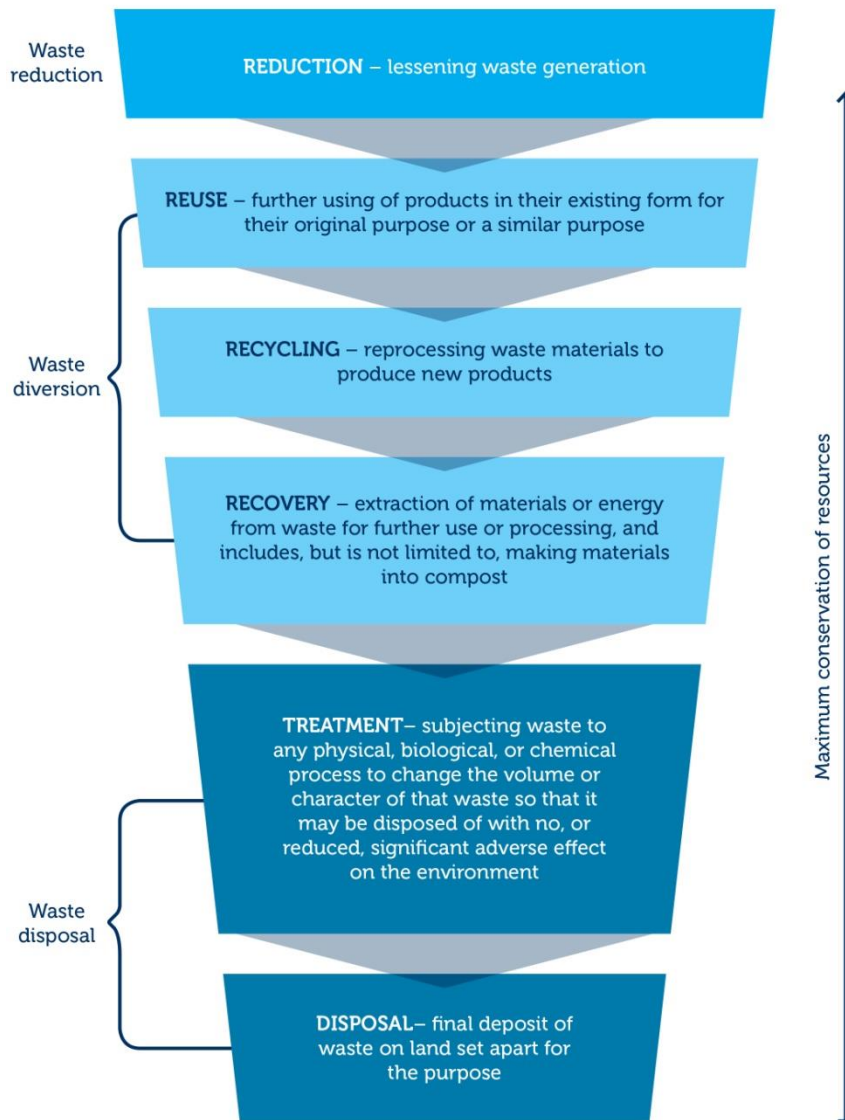 Waste
reduction
REDUCTION – lessening waste generation
REUSE – further using of products in their existing form for
their original purpose or a similar purpose
Waste
diversion
RECYCLING – reprocessing waste materials to
produce new products
RECOVERY – extraction of materials or energy
from waste for further use or processing, and
includes, but is not limited to, making materials
into compost
Waste
disposal
TREATMENT– subjecting waste to
any physical, biological, or chemical
process to change the volume or
character of that waste so that it
may be disposed of with no, or
reduced, significant adverse effect
on the environment
DISPOSAL– final deposit of
waste on land set apart for
the purpose
Maximum conservation of resources